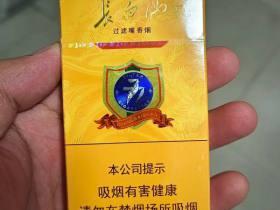 长白山
过滤嘴香烟
本公司提示
吸烟有害健康
请勿在禁烟场所吸烟